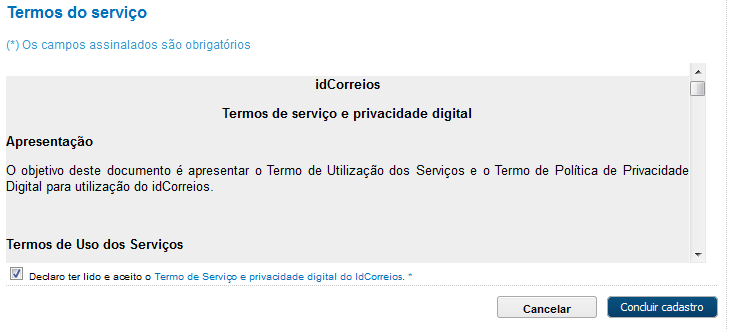 Termos do serviço
(*) Os campos assinalados são obrigatórios
idCorreios
Termos de serviço e privacidade digital
Apresentação
O objetivo deste documento é apresentar o Termo de Utilização dos Serviços e o Termo de Política de Privacidade
Digital para utilização do idCorreios.
Termos de Uso dos Serviços
Declaro ter lido e aceito o Termo de Serviço e privacidade digital do IdCorreios. *
Cancelar
Concluir cadastro